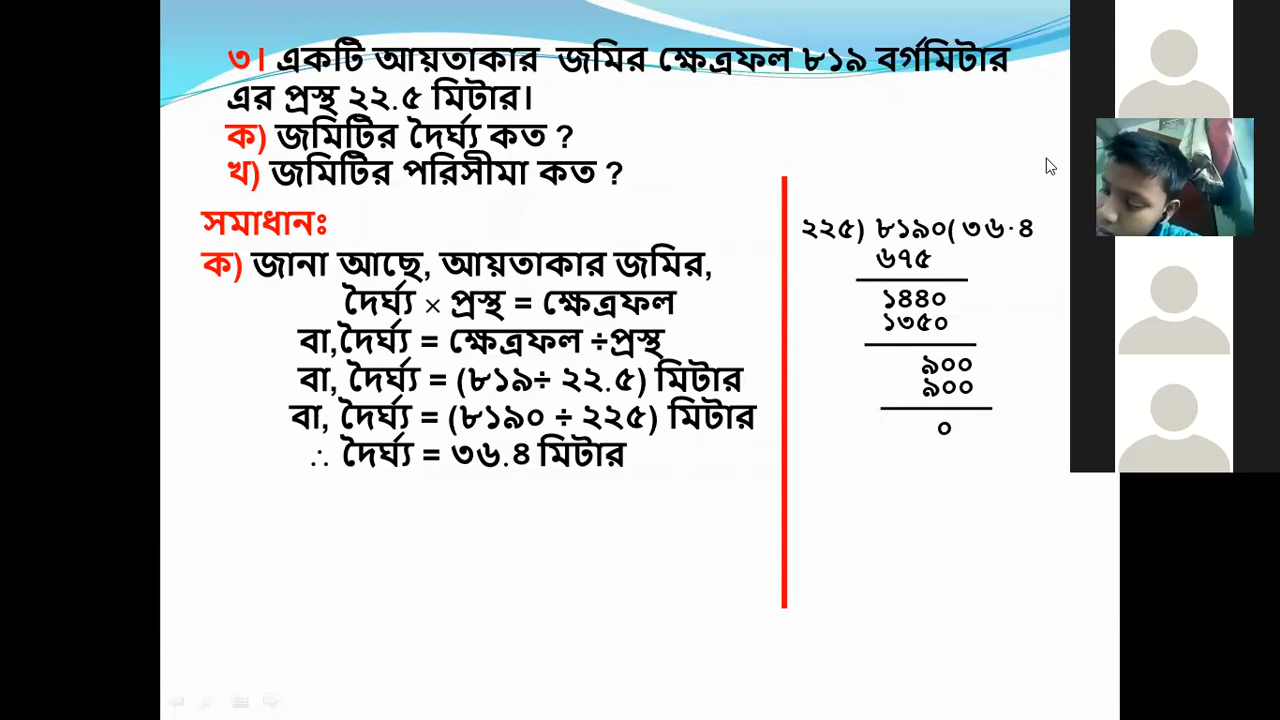 ৩। একটি আয়তাকার জমির ক্ষেত্রফল ৮১৯ বর্গমিটার
এর প্রস্থ ২২.৫ মিটার।
ক) জমিটির দৈর্ঘ্য কত ?
খ) জমিটির পরিসীমা কত ?
সমাধানঃ
ক) জানা আছে, আয়তাকার জমির,
দৈর্ঘ্য × প্রস্থ = ক্ষেত্রফল
বা,দৈর্ঘ্য = ক্ষেত্রফল ÷প্রস্থ
বা, দৈর্ঘ্য = (৮১৯÷ ২২.৫) মিটার
বা, দৈর্ঘ্য = (৮১৯০ ÷ ২২৫) মিটার
∴ দৈর্ঘ্য = ৩৬.৪ মিটার
২২৫) ৮১৯০( ৩৬·৪
৬৭৫
১৪৪০
১৩৫০
৯০০
৯০০
০